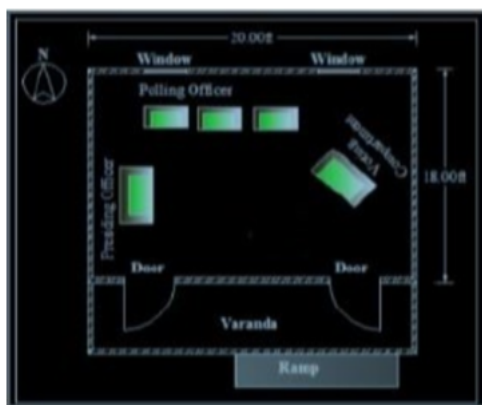 N
20.00ft
Window
Window
Polling Officer
Voting
Compartment
Presiding Officer
18.00ft
Door
Door
Varanda
Ramp